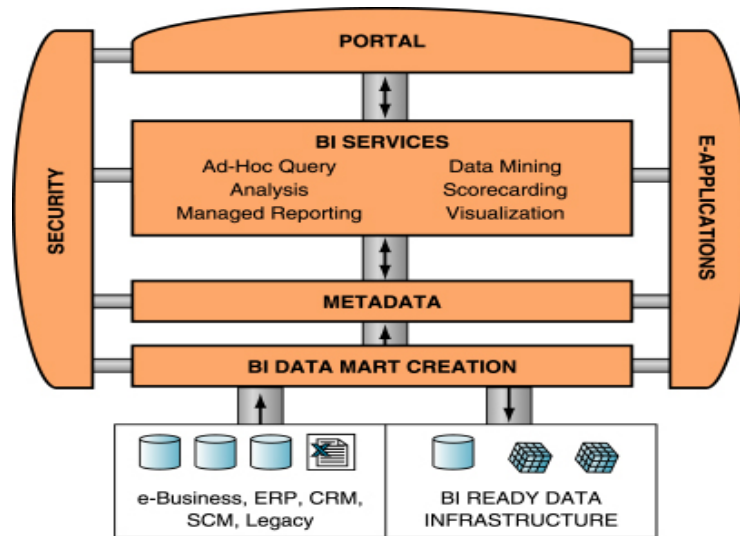 PORTAL
SECURITY
E-APPLICATIONS
BI SERVICES
Ad-Hoc Query
Analysis
Managed Reporting
Data Mining
Scorecarding
Visualization
METADATA
BI DATA MART CREATION
e-Business, ERP, CRM,
SCM, Legacy
BI READY DATA
INFRASTRUCTURE